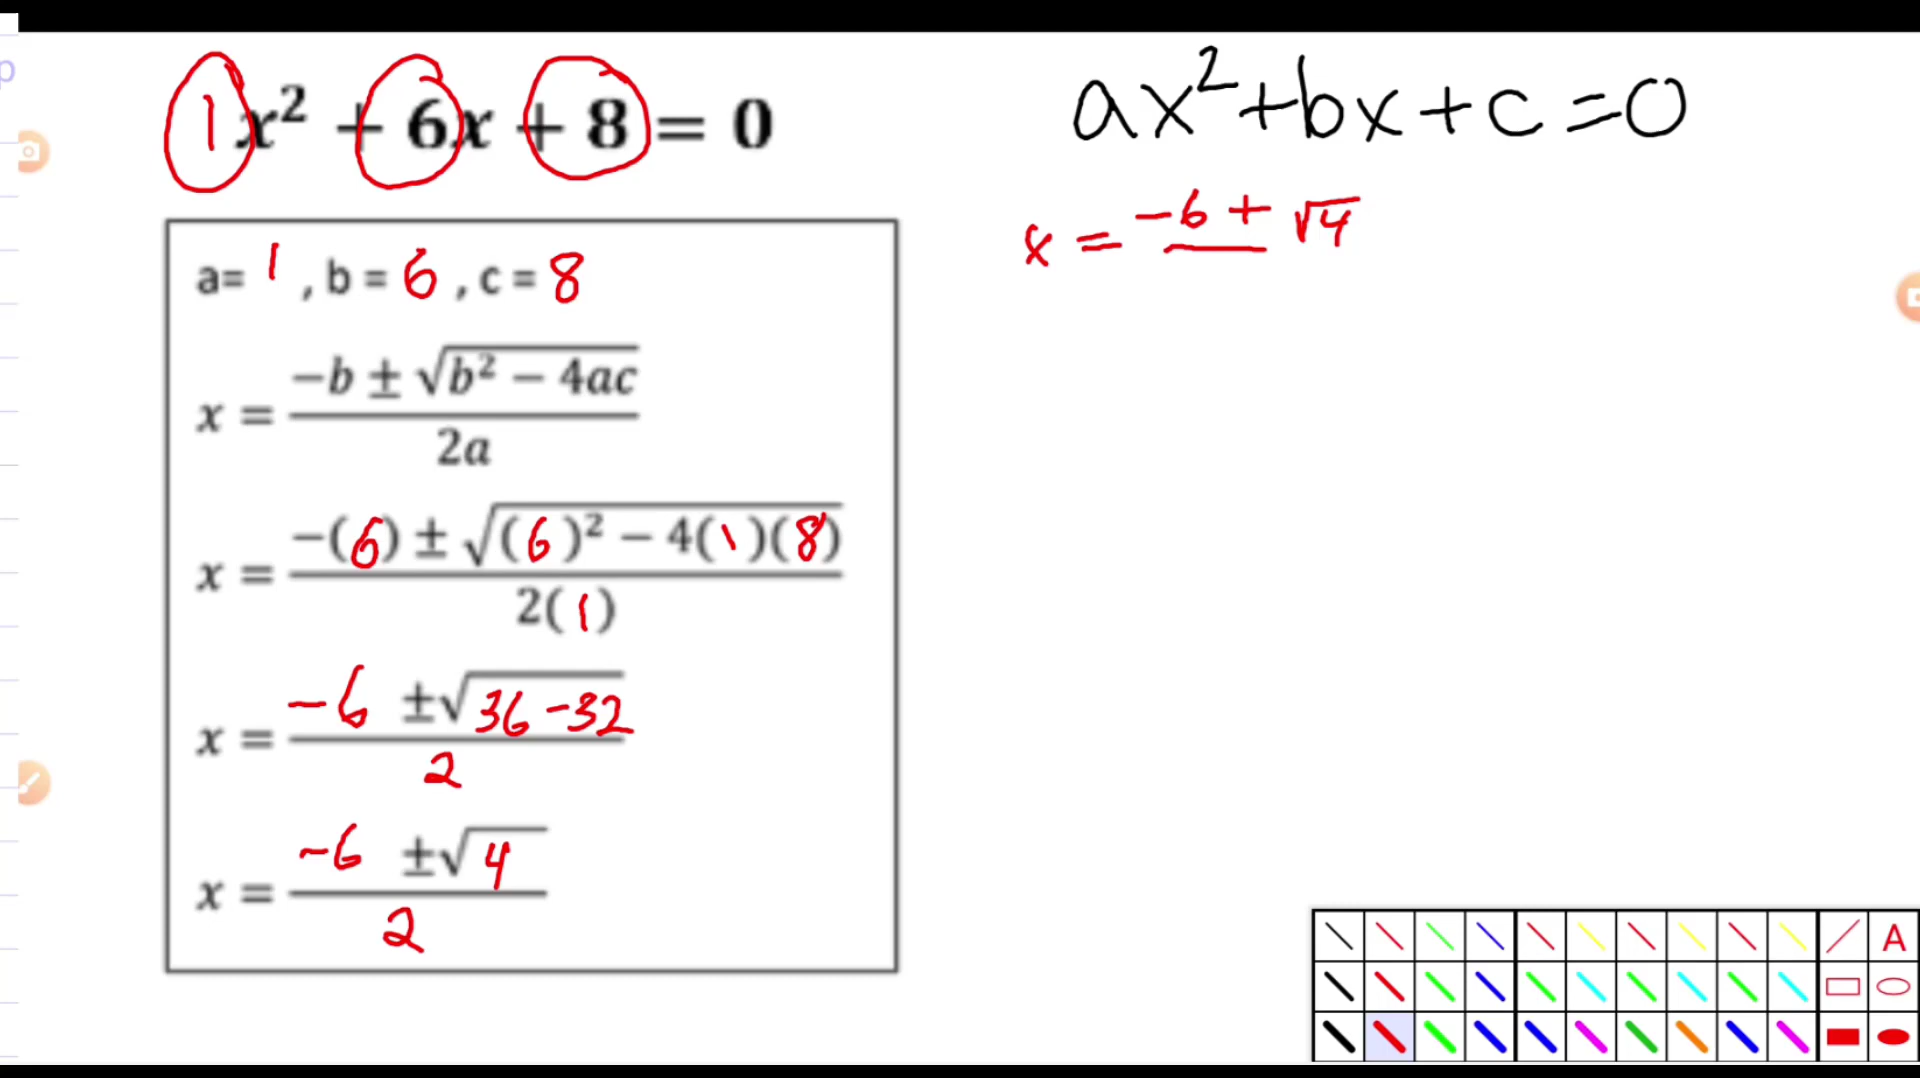 1x² + 6x + 8 = 0
ax² + bx + c = 0
a= 1 , b = 6 , c = 8
x = (-b ± √(b² − 4ac)) / 2a
x = (-(6) ± √((6)² − 4(1)(8))) / 2(1)
x = (-6 ±√(36 -32)) / 2
x = (-6 ±√4) / 2
x = -6 + √4
p
A